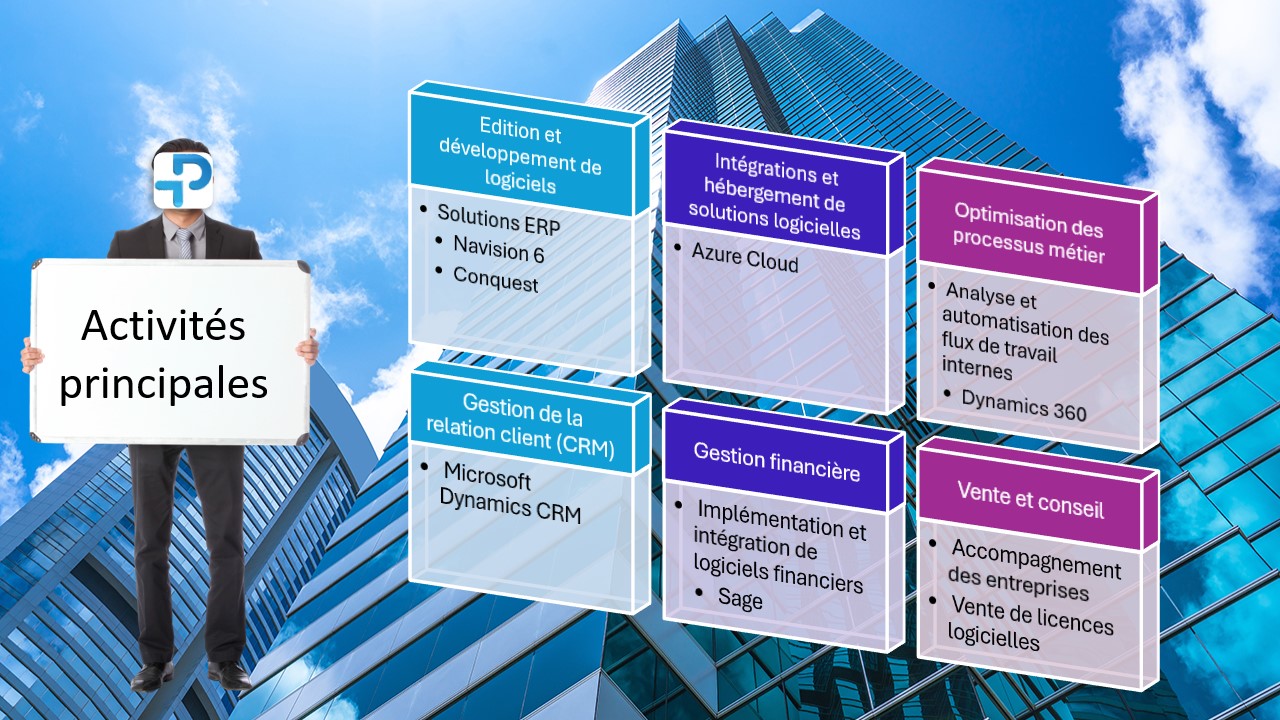 Activités
principales
Edition et
développement de
logiciels
• Solutions ERP
• Navision 6
• Conquest
Intégrations et
hébergement de
solutions logicielles
• Azure Cloud
Optimisation des
processus métier
• Analyse et
automatisation des
flux de travail
internes
• Dynamics 360
Gestion de la
relation client (CRM)
• Microsoft
Dynamics CRM
Gestion financière
• Implémentation et
intégration de
logiciels financiers
• Sage
Vente et conseil
• Accompagnement
des entreprises
• Vente de licences
logicielles